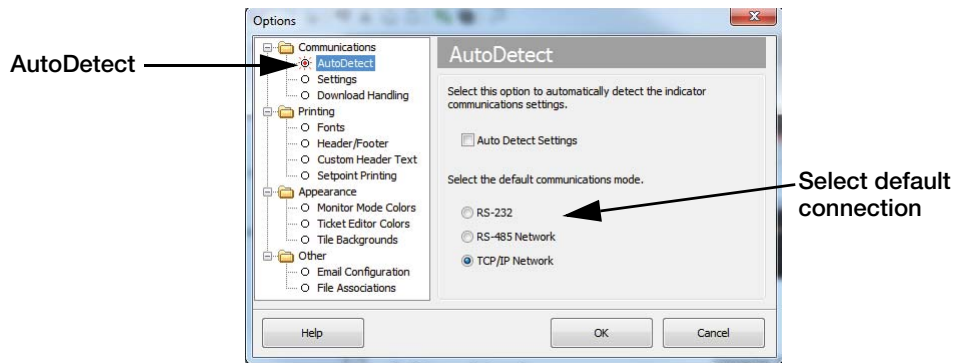 Options
AutoDetect
Communications
AutoDetect
Settings
Download Handling
Printing
Fonts
Header/Footer
Custom Header Text
Setpoint Printing
Appearance
Monitor Mode Colors
Ticket Editor Colors
Tile Backgrounds
Other
Email Configuration
File Associations
AutoDetect
Select this option to automatically detect the indicator
communications settings.
Auto Detect Settings
Select the default communications mode.
RS-232
RS-485 Network
TCP/IP Network
Select default
connection
Help
OK
Cancel